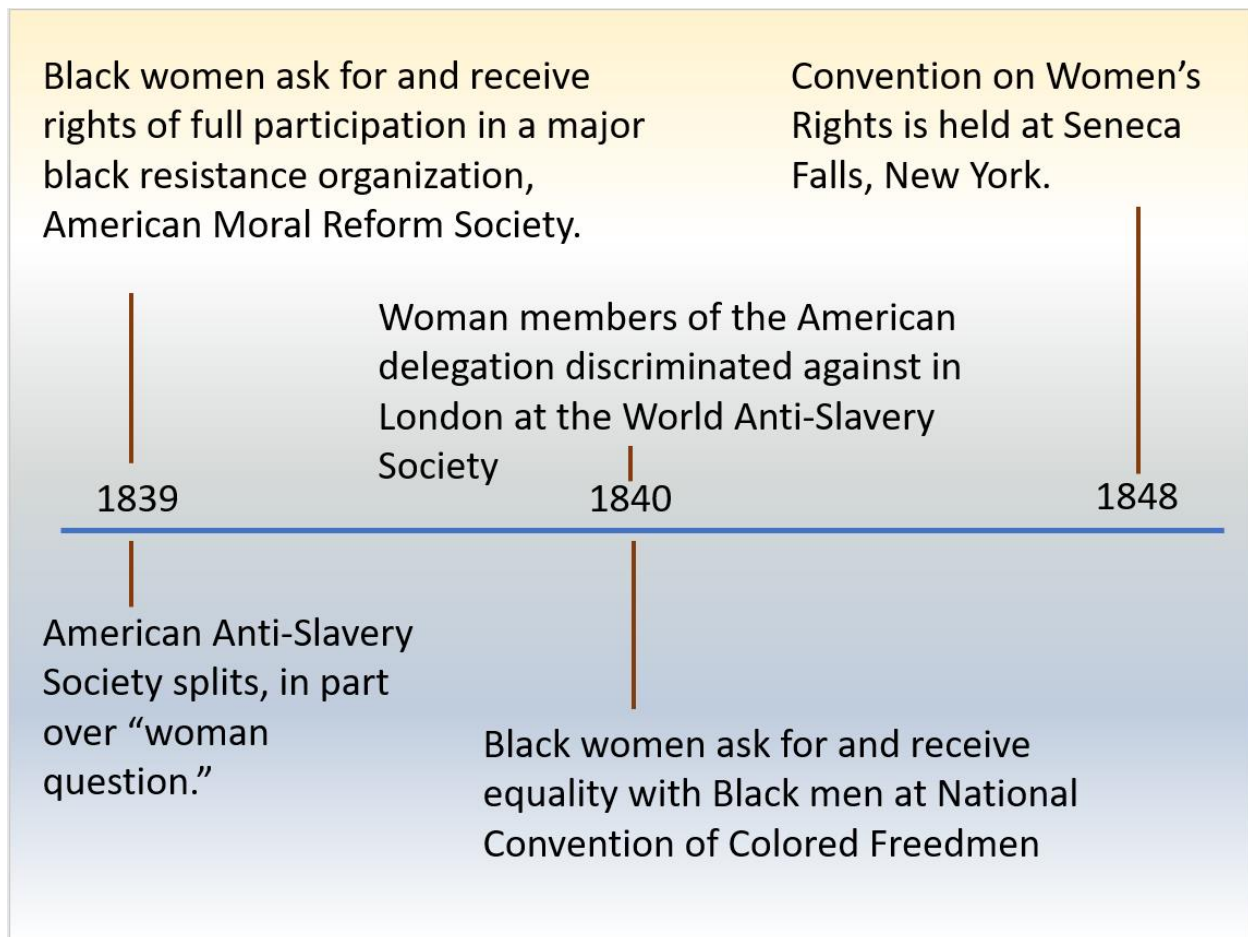 Black women ask for and receive
rights of full participation in a major
black resistance organization,
American Moral Reform Society.
Convention on Women’s
Rights is held at Seneca
Falls, New York.
Woman members of the American
delegation discriminated against in
London at the World Anti-Slavery
Society
1839
1840
1848
American Anti-Slavery
Society splits, in part
over “woman
question.”
Black women ask for and receive
equality with Black men at National
Convention of Colored Freedmen